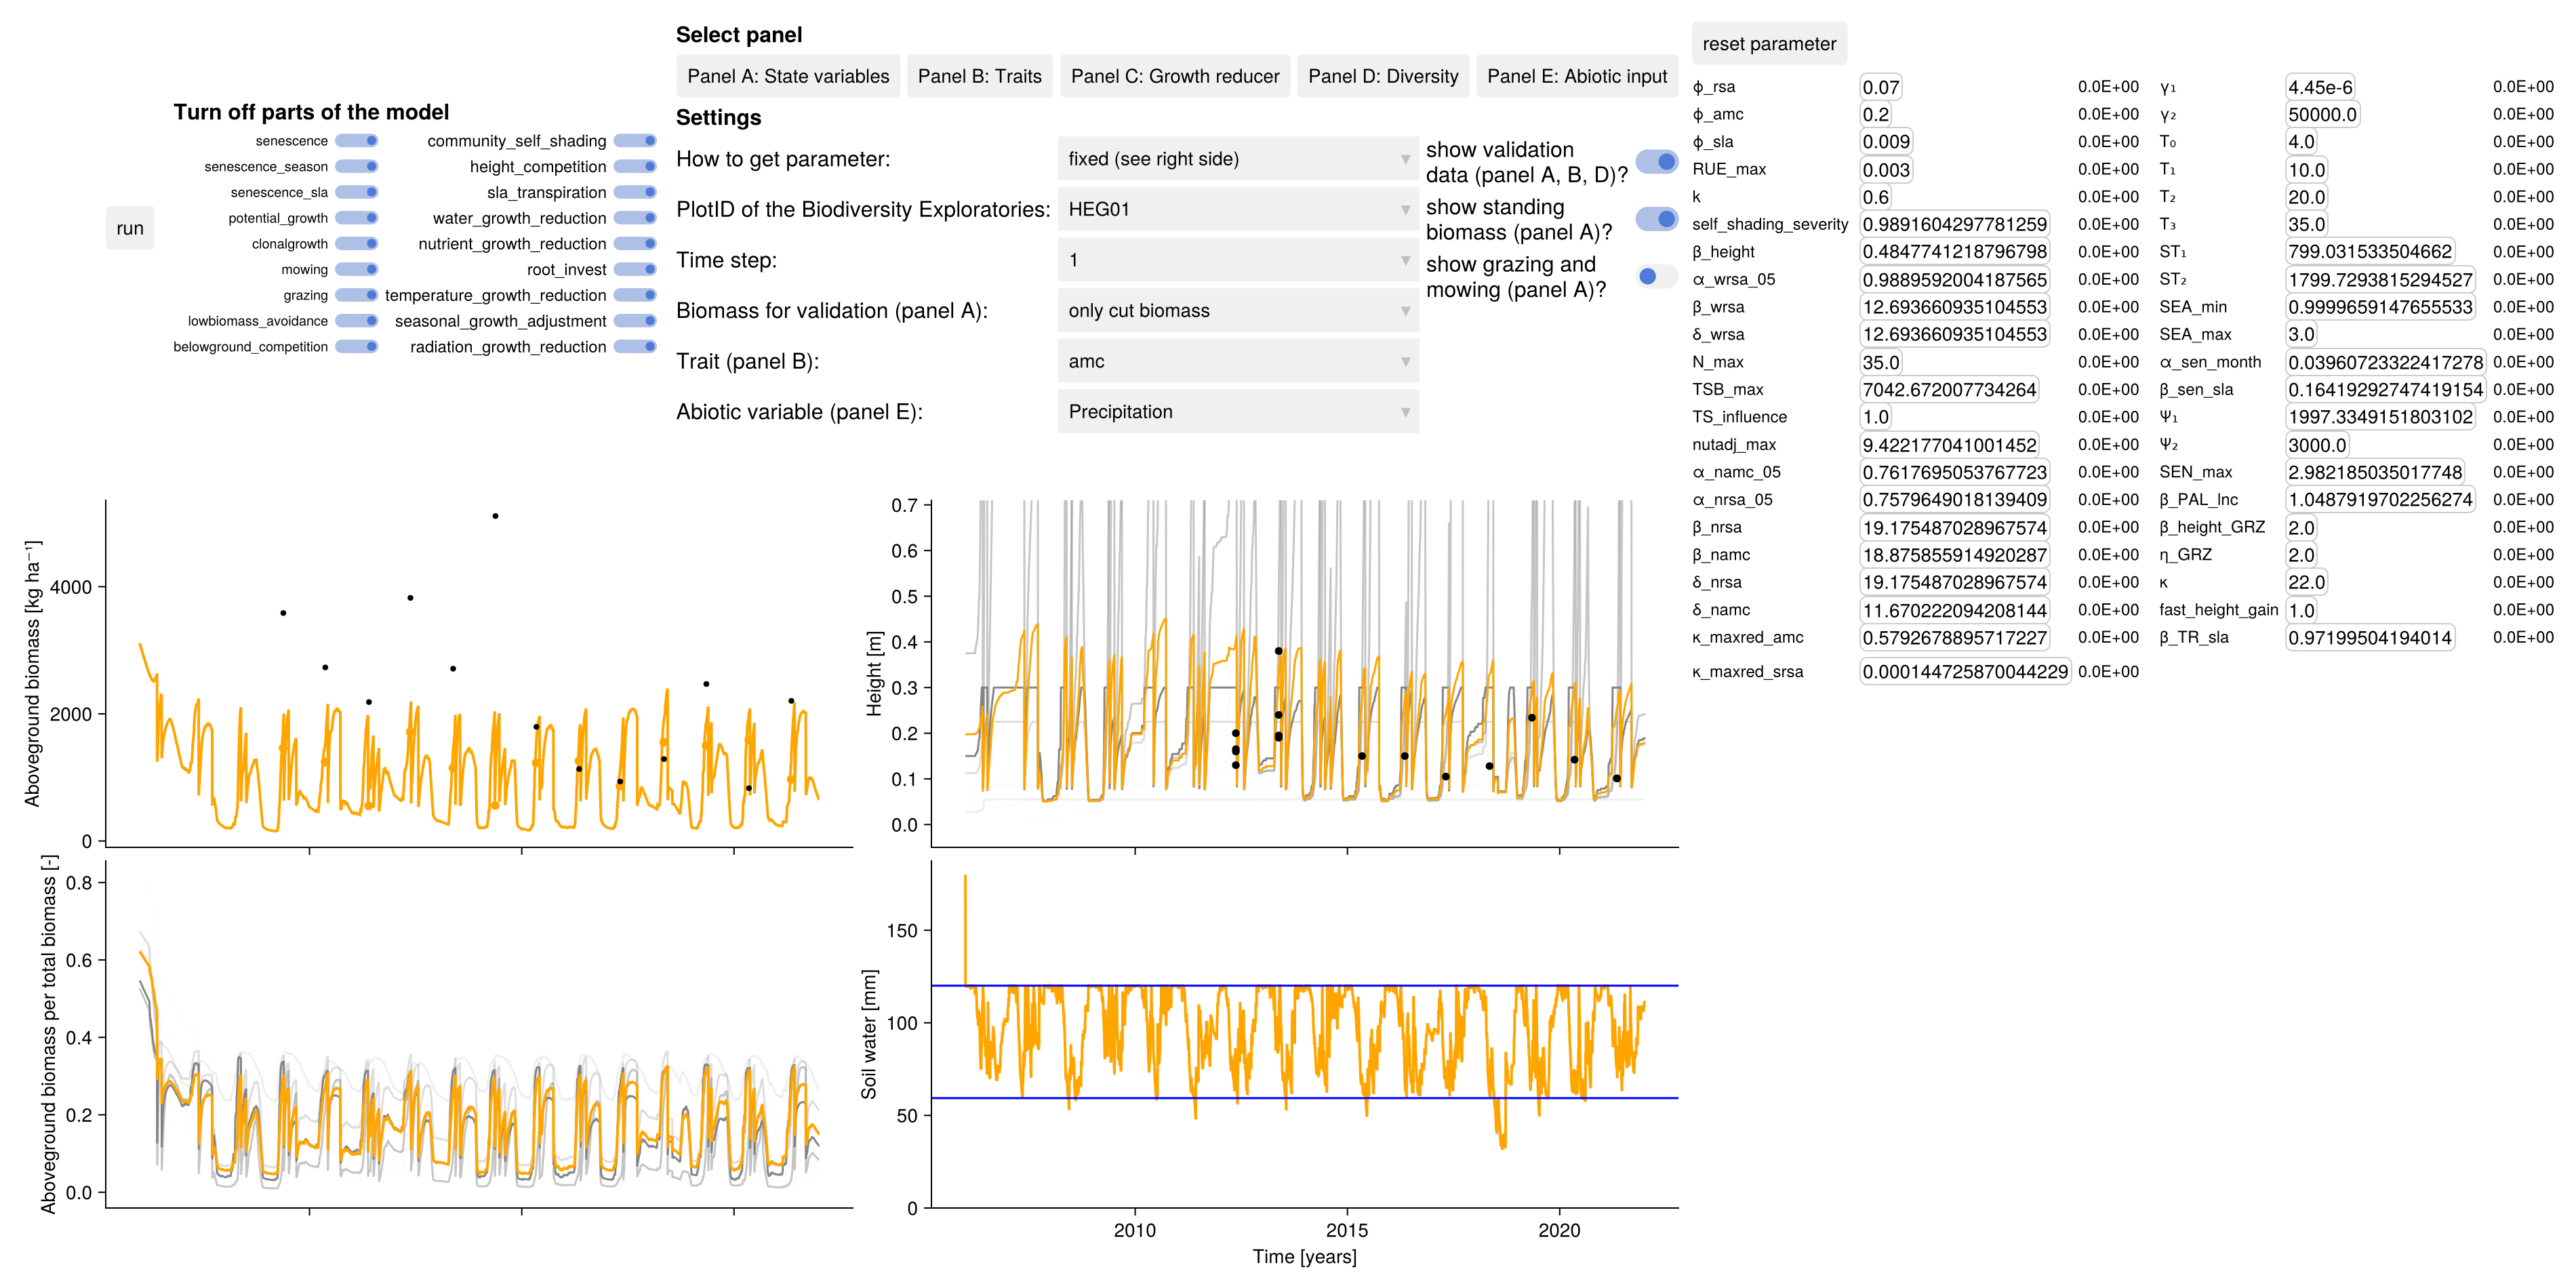 Select panel
Panel A: State variables
Panel B: Traits
Panel C: Growth reducer
Panel D: Diversity
Panel E: Abiotic input
reset parameter
Turn off parts of the model
run
senescence
senescence_season
senescence_sla
potential_growth
clonalgrowth
mowing
grazing
lowbiomass_avoidance
belowground_competition
community_self_shading
height_competition
sla_transpiration
water_growth_reduction
nutrient_growth_reduction
root_invest
temperature_growth_reduction
seasonal_growth_adjustment
radiation_growth_reduction
Settings
How to get parameter: fixed (see right side) ▼
PlotID of the Biodiversity Exploratories: HEG01 ▼
Time step: 1 ▼
Biomass for validation (panel A): only cut biomass ▼
Trait (panel B): amc ▼
Abiotic variable (panel E): Precipitation ▼
show validation
data (panel A, B, D)?
show standing
biomass (panel A)?
show grazing and
mowing (panel A)?
ϕ_rsa 0.07 0.0E+00 γ₁ 4.45e-6 0.0E+00
ϕ_amc 0.2 0.0E+00 γ₂ 50000.0 0.0E+00
ϕ_sla 0.009 0.0E+00 T₀ 4.0 0.0E+00
RUE_max 0.003 0.0E+00 T₁ 10.0 0.0E+00
k 0.6 0.0E+00 T₂ 20.0 0.0E+00
self_shading_severity 0.9891604297781259 0.0E+00 T₃ 35.0 0.0E+00
β_height 0.4847741218796798 0.0E+00 ST₁ 799.031533504662 0.0E+00
α_wrsa_05 0.98895920041 87565 0.0E+00 ST₂ 1799.7293815294527 0.0E+00
β_wrsa 12.693660935104553 0.0E+00 SEA_min 0.9999659147655533 0.0E+00
δ_wrsa 12.693660935104553 0.0E+00 SEA_max 3.0 0.0E+00
N_max 35.0 0.0E+00 α_sen_month 0.03960723322417278 0.0E+00
TSB_max 7042.672007734264 0.0E+00 β_sen_sla 0.164192927474191​54 0.0E+00
TS_influence 1.0 0.0E+00 Ψ₁ 1997.3349151803102 0.0E+00
nutadj_max 9.422177041001452 0.0E+00 Ψ₂ 3000.0 0.0E+00
α_namc_05 0.7617695053767723 0.0E+00 SEN_max 2.982185035017748 0.0E+00
α_nrsa_05 0.7579649018139409 0.0E+00 β_PAL_lnc 1.0487919702256274 0.0E+00
β_nrsa 19.175487028967574 0.0E+00 β_height_GRZ 2.0 0.0E+00
β_namc 18.875855914920287 0.0E+00 η_GRZ 2.0 0.0E+00
δ_nrsa 19.175487028967574 0.0E+00 κ 22.0 0.0E+00
δ_namc 11.670222094208144 0.0E+00 fast_height_gain 1.0 0.0E+00
κ_maxred_amc 0.5792678895717227 0.0E+00 β_TR_sla 0.97199504194014 0.0E+00
κ_maxred_srsa 0.000144725870044229 0.0E+00
Aboveground biomass [kg ha⁻¹]
4000
2000
0
Height [m]
0.7
0.6
0.5
0.4
0.3
0.2
0.1
0.0
Aboveground biomass per total biomass [-]
0.8
0.6
0.4
0.2
0.0
Soil water [mm]
150
100
50
0
2010 2015 2020
Time [years]